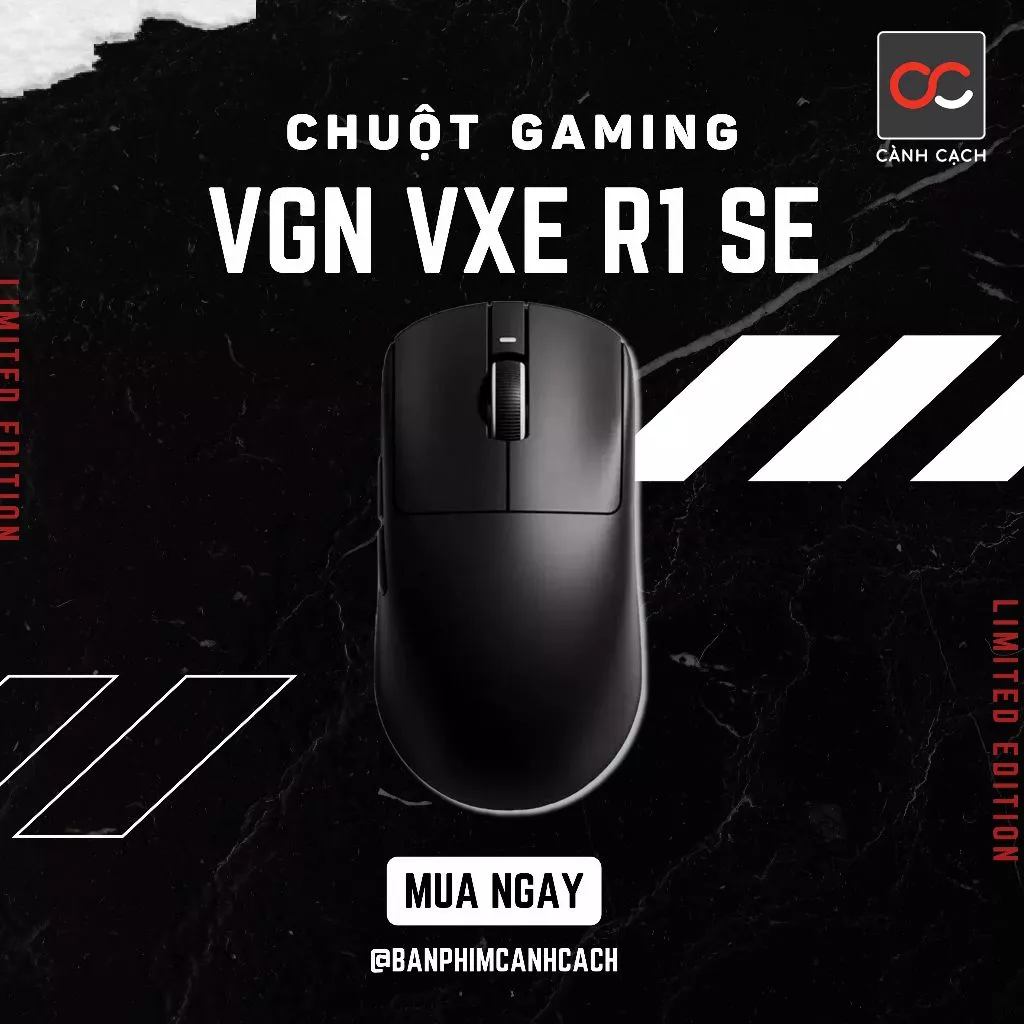 CÀNH CẠCH
CHUỘT GAMING
VGN VXE R1 SE
LIMITED EDITION
LIMITED EDITION
MUA NGAY
@BANPHIMCANHCACH